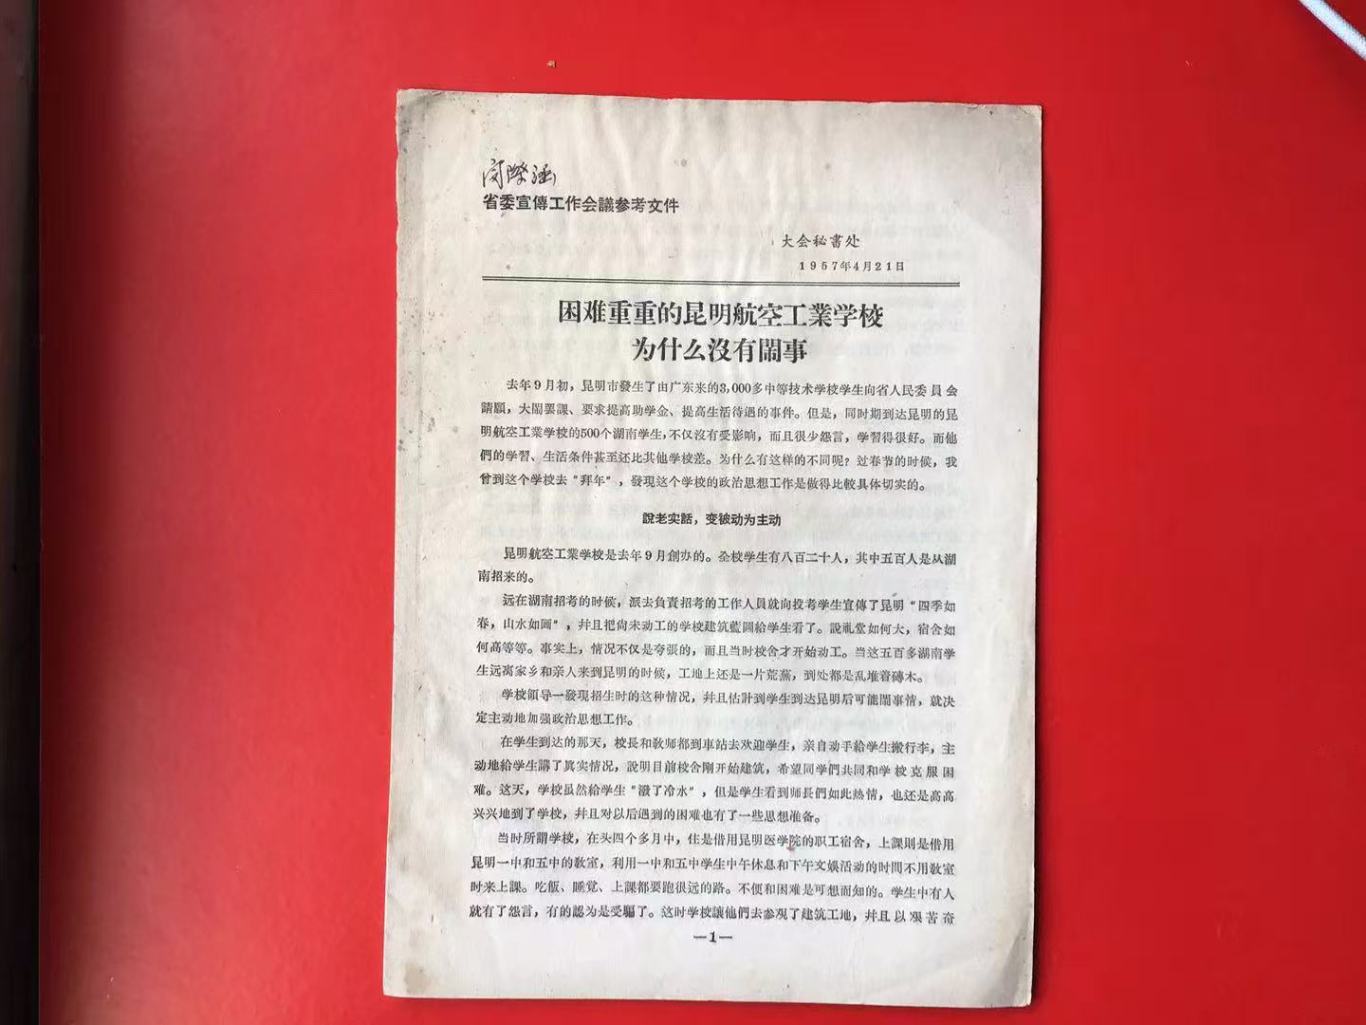 省委宣傳工作会議参考文件
大会秘書处
1957年4月21日
困难重重的昆明航空工業学校
为什么沒有鬧事
去年9月初，昆明市發生了由广东来的3,000多中等技术学校学生向省人民委員会
請願，大鬧罢課、要求提高助学金、提高生活待遇的事件。但是，同时期到达昆明的昆
明航空工業学校的500个湖南学生，不仅沒有受影响，而且很少怨言，学習得很好。而他
們的学習、生活条件甚至还比其他学校差。为什么有这样的不同呢？过春节的时候，我
曾到这个学校去“拜年”，發現这个学校的政治思想工作是做得比較具体切实的。
說老实話，变被动为主动
昆明航空工業学校是去年9月創办的。全校学生有八百二十人，其中五百人是从湖
南招来的。
远在湖南招考的时候，派去負責招考的工作人員就向投考学生宣傳了昆明“四季如
春，山水如画”，幷且把尙未动工的学校建筑藍圖給学生看了。說礼堂如何大，宿舍如
何高等等。事实上，情况不仅是夸張的，而且当时校舍才开始动工。当这五百多湖南学
生远离家乡和亲人来到昆明的时候，工地上还是一片荒蕪，到处都是乱堆着磚木。
学校領导一發現招生时的这种情况，幷且估計到学生到达昆明后可能鬧事情，就决
定主动地加强政治思想工作。
在学生到达的那天，校長和教师都到車站去欢迎学生，亲自动手給学生搬行李，主
动地給学生講了真实情况，說明目前校舍剛开始建筑，希望同学們共同和学校克服困
难。这天，学校虽然給学生“潑了冷水”，但是学生看到师長們如此热情，也还是高高
兴兴地到了学校，幷且对以后遇到的困难也有了一些思想准备。
当时所謂学校，在头四个多月中，住是借用昆明医学院的职工宿舍，上課則是借用
昆明一中和五中的教室，利用一中和五中学生中午休息和下午文娱活动的时間不用教室
时来上課。吃飯、睡覚、上課都要跑很远的路。不便和困难是可想而知的。学生中有人
就有了怨言，有的認为是受騙了。这时学校讓他們去参观了建筑工地，幷且以艰苦奋
—1—